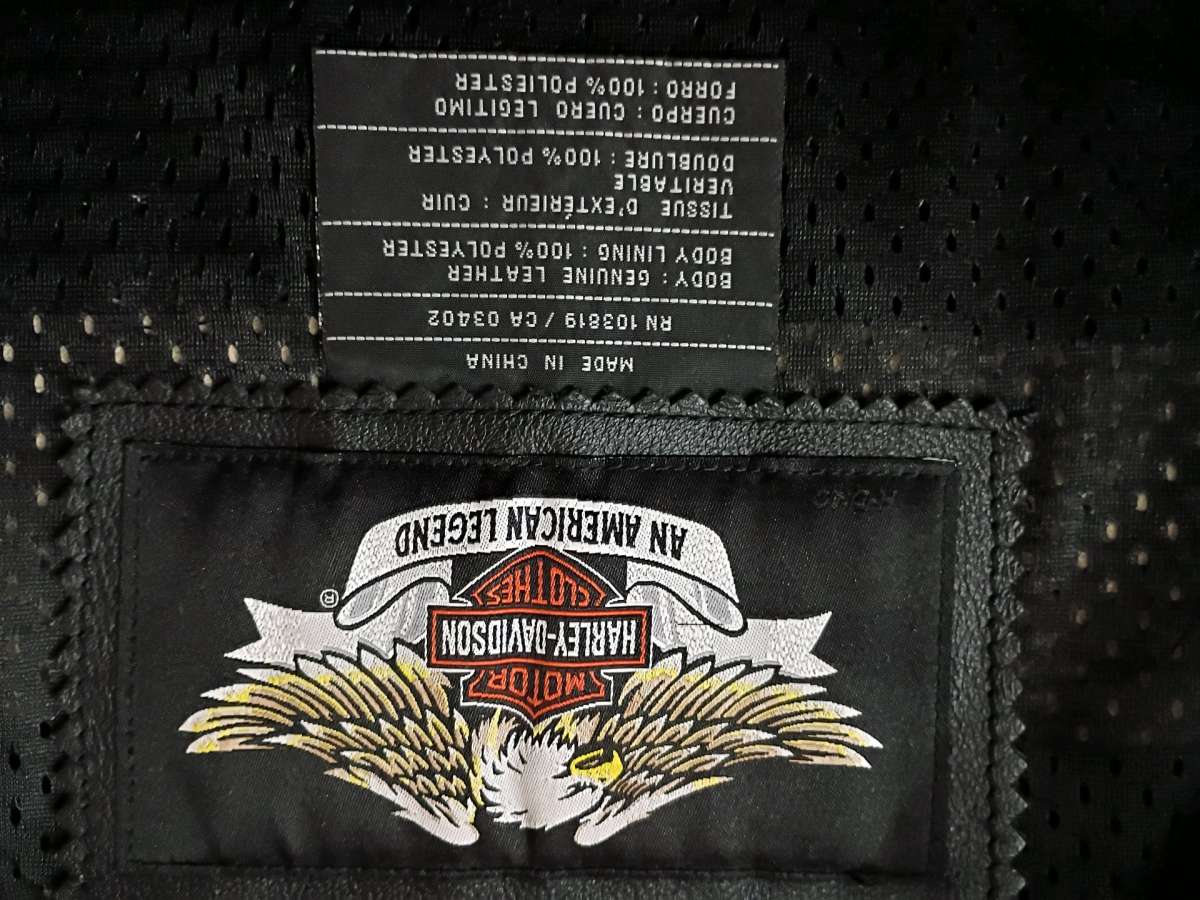 MOTOR
HARLEY-DAVIDSON
CLOTHES
®
AN AMERICAN LEGEND
MADE IN CHINA
RN 103819 / CA 03402
BODY : GENUINE LEATHER
BODY LINING : 100% POLYESTER
TISSUE D'EXTÉRIEUR : CUIR
VERITABLE
DOUBLURE : 100% POLYESTER
CUERPO : CUERO LEGITIMO
FORRO : 100% POLIESTER